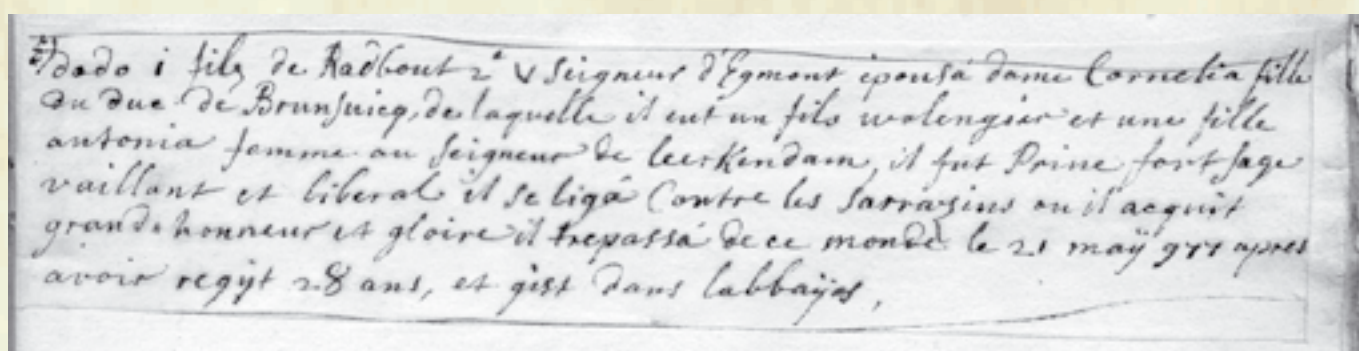 dodo i fils de Radbout 2e V Seigneur d'Egmont épousá dame Cornelia fille
du duc de Brunsuicq, de laquelle il eut un fils wolengier et une fille
antonia femme au seigneur de leerkendam, il fut Prine fort sage
vaillant et liberal il se ligá Contre les sarrazins ou il acquit
grande honneur et gloire il trepassá de ce monde le 21 maÿ 977 apres
avoir regÿt 28 ans, et gist dans labbaÿes,